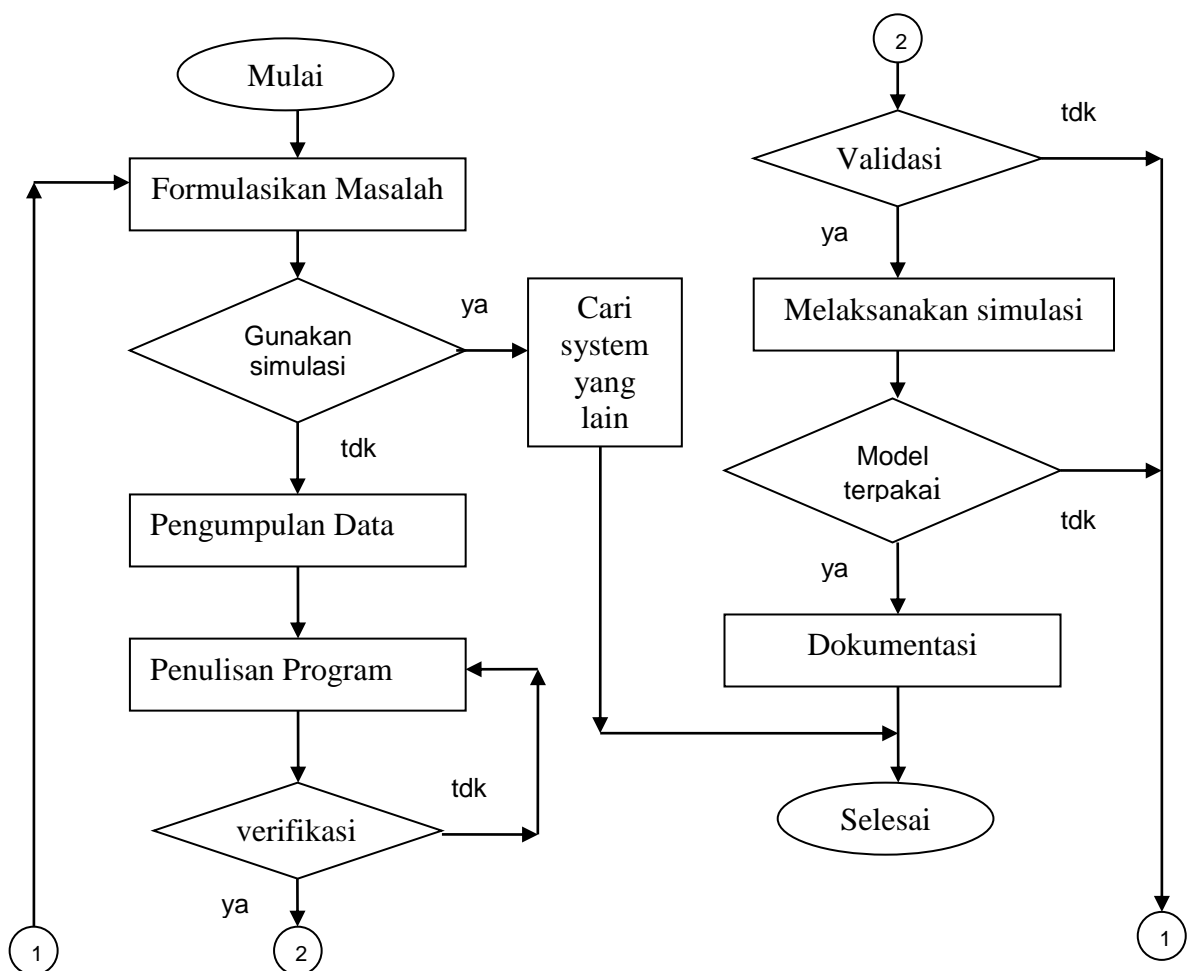 Mulai
Formulasikan Masalah
Gunakan
simulasi
ya
Cari
system
yang
lain
tdk
Pengumpulan Data
Penulisan Program
tdk
verifikasi
ya
1
2
2
tdk
Validasi
ya
Melaksanakan simulasi
Model
terpakai
tdk
ya
Dokumentasi
Selesai
1